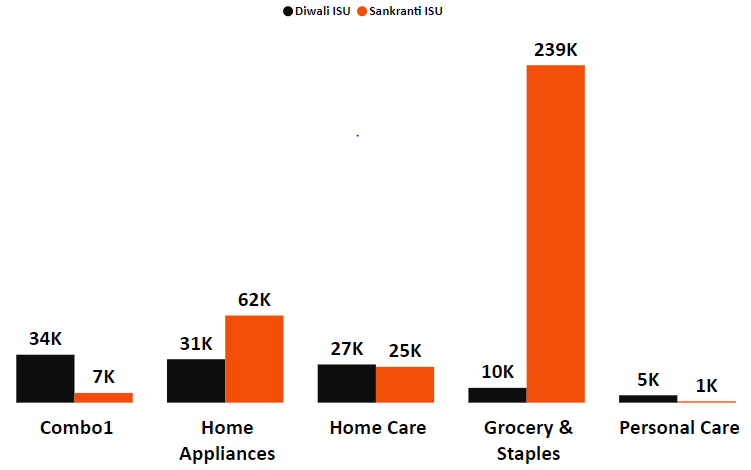 Diwali ISU Sankranti ISU
239K
62K
34K
31K
27K
25K
7K
10K
5K
1K
Combo1
Home
Appliances
Home Care
Grocery &
Staples
Personal Care